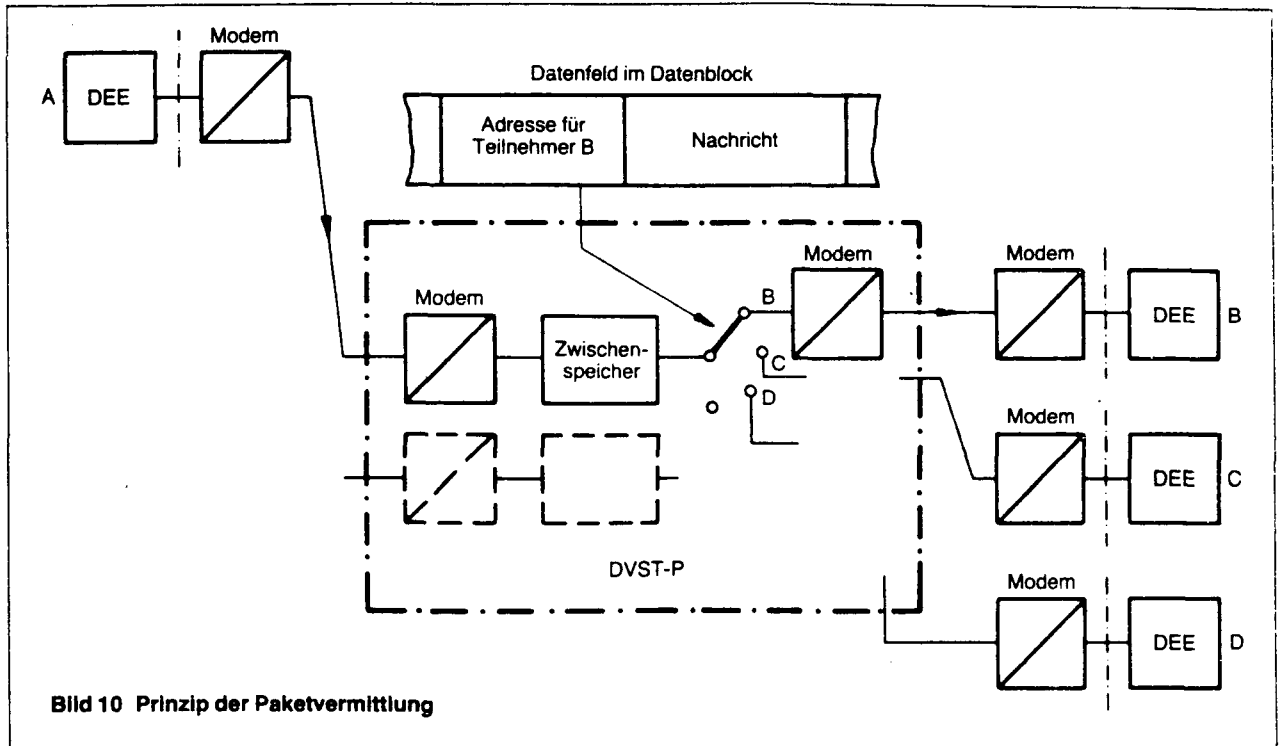 Modem
A
DEE
Datenfeld im Datenblock
Adresse für
Teilnehmer B
Nachricht
Modem
Zwischen-
speicher
B
C
D
Modem
DVST-P
Modem
DEE
B
Modem
DEE
C
Modem
DEE
D
Bild 10 Prinzip der Paketvermittlung